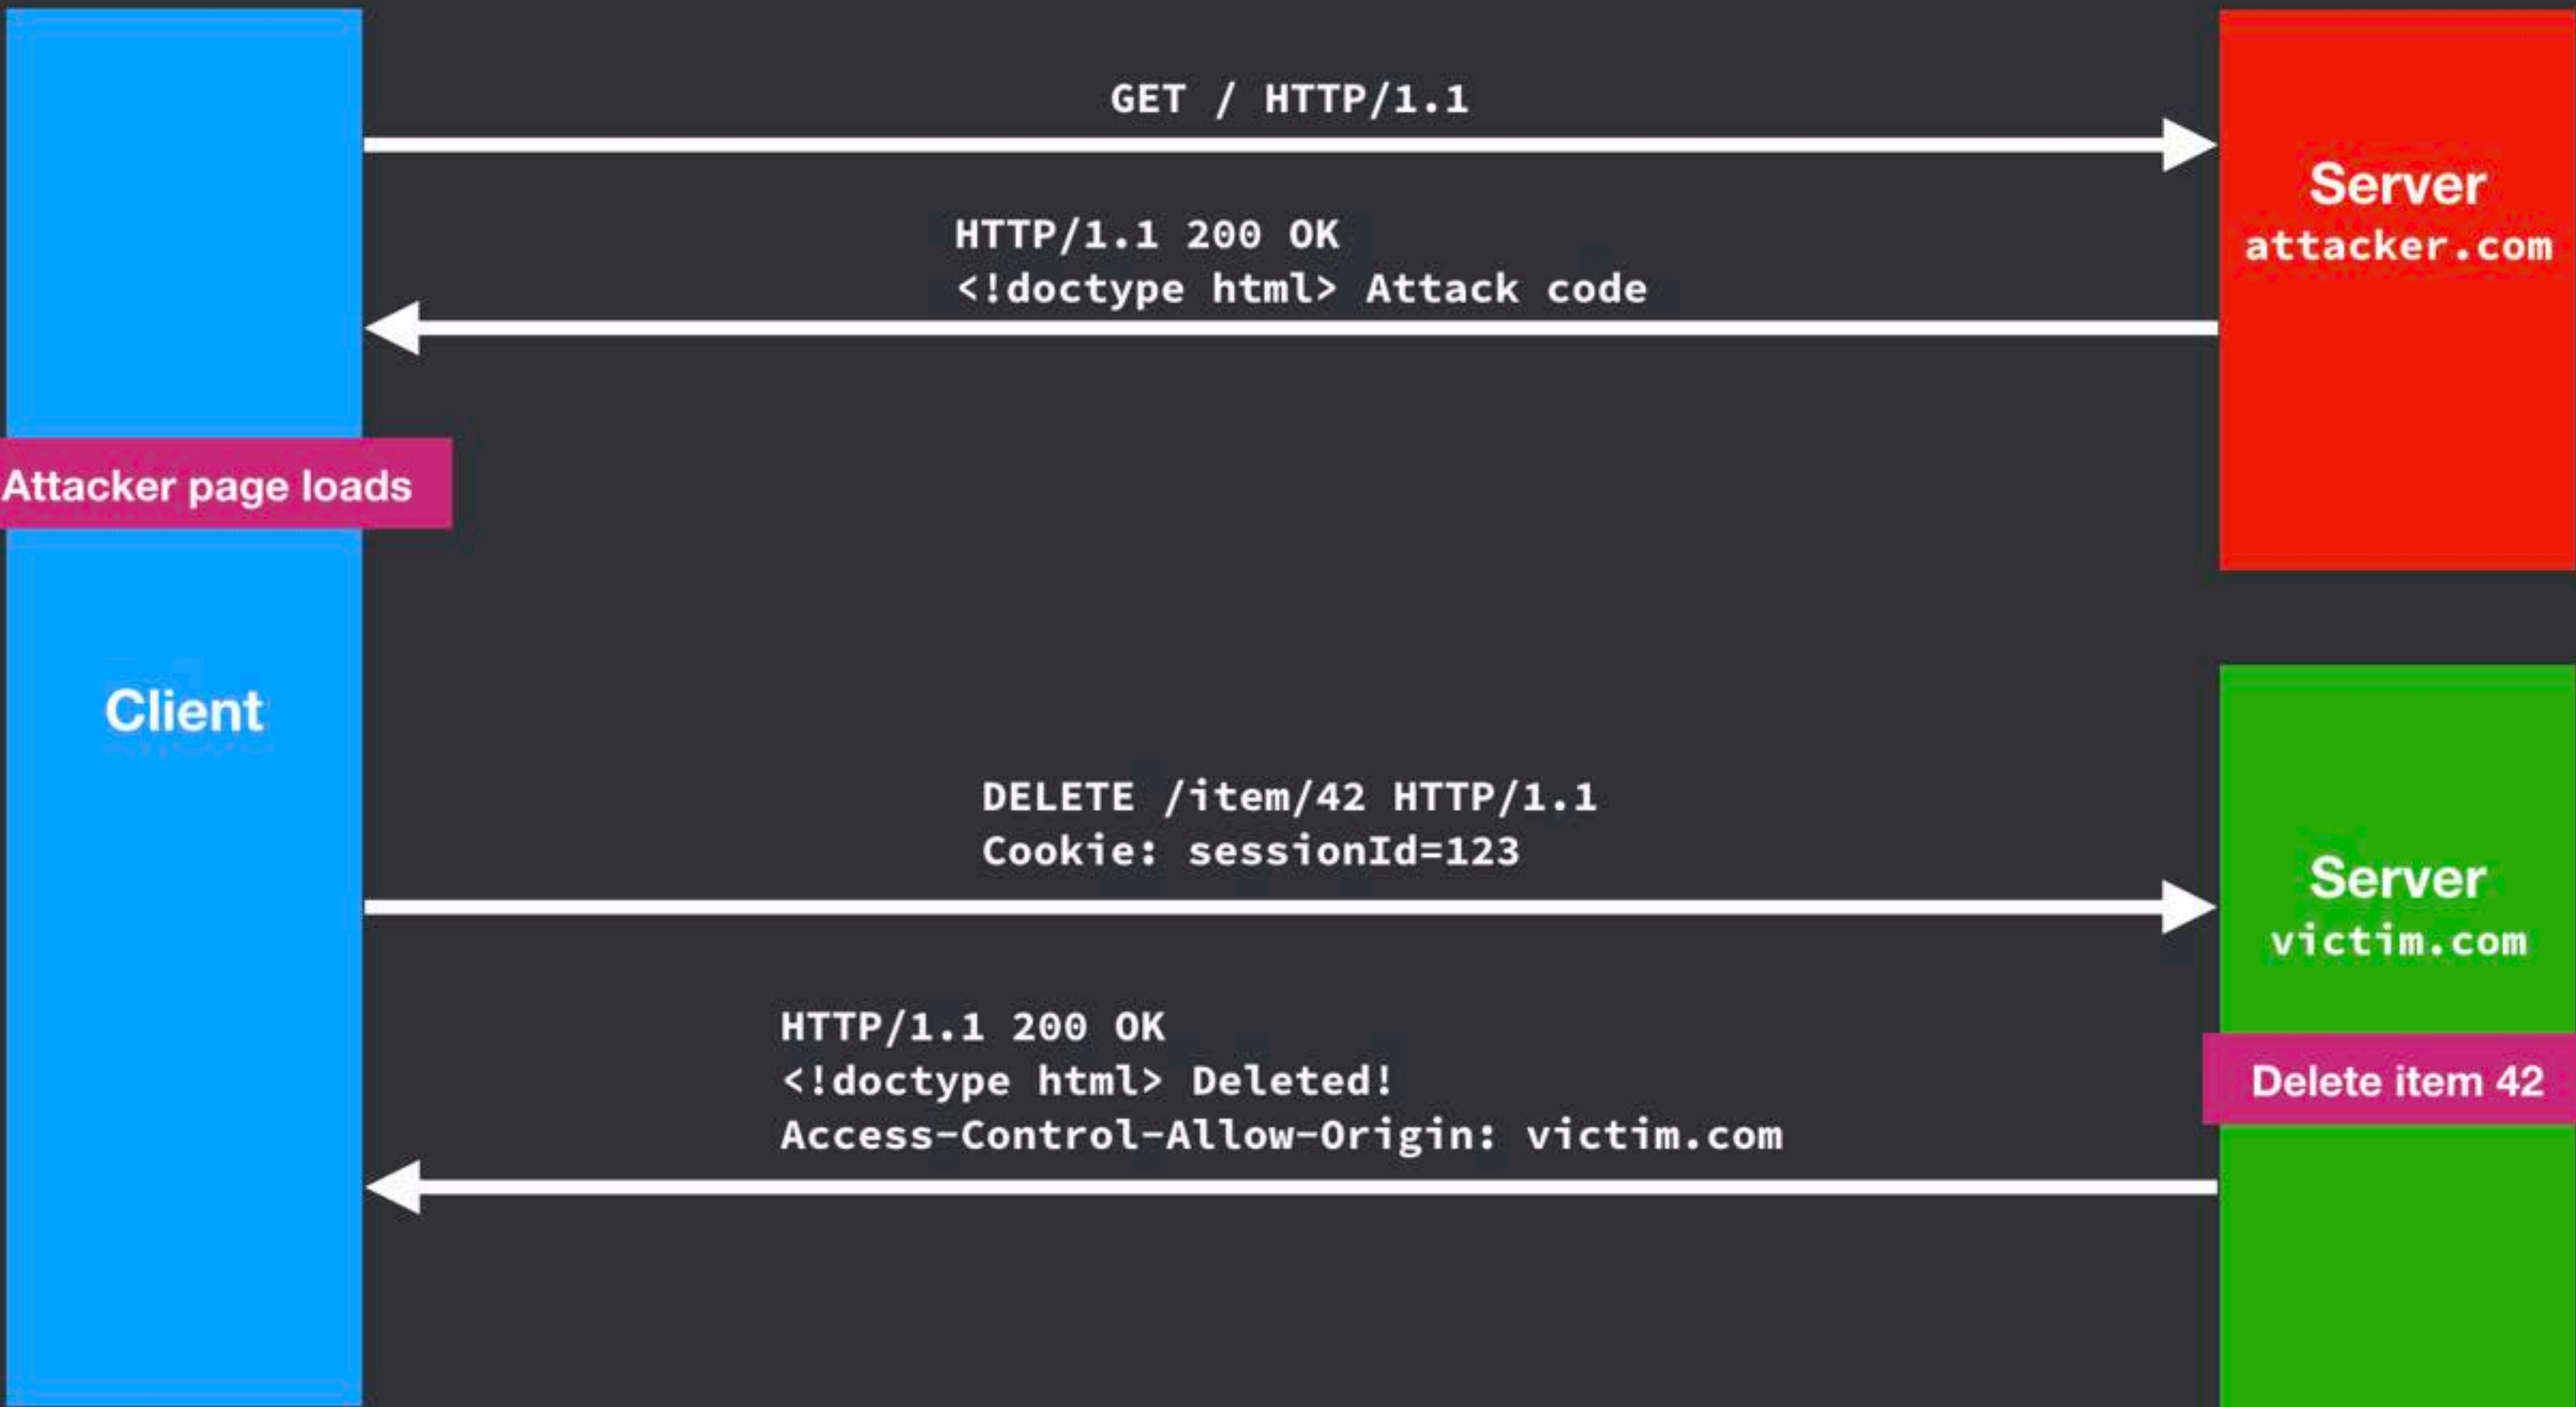 GET / HTTP/1.1
Server
attacker.com
HTTP/1.1 200 OK
<!doctype html> Attack code
Attacker page loads
Client
DELETE /item/42 HTTP/1.1
Cookie: sessionId=123
Server
victim.com
HTTP/1.1 200 OK
<!doctype html> Deleted!
Access-Control-Allow-Origin: victim.com
Delete item 42